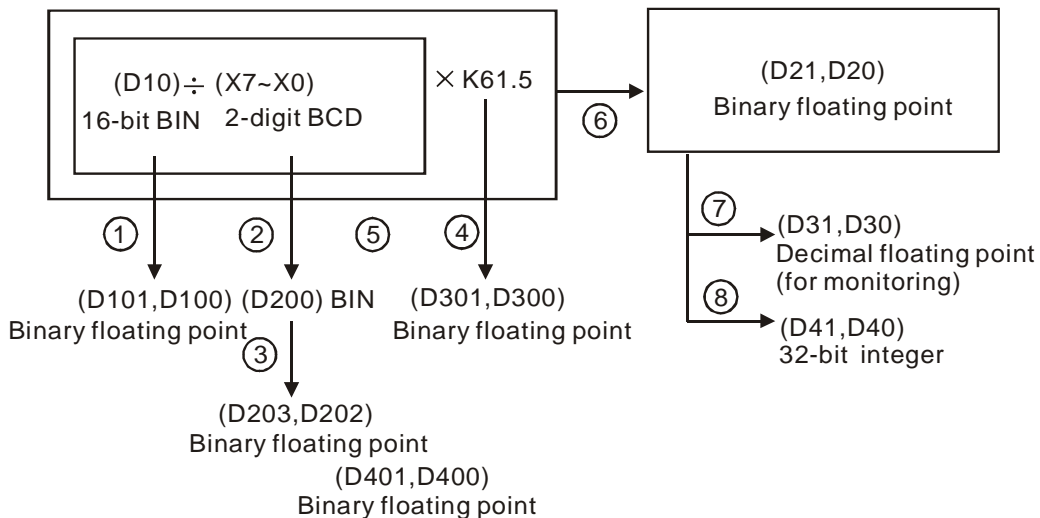 (D10) ÷ (X7~X0)
16-bit BIN 2-digit BCD
× K61.5
⑥
(D21,D20)
Binary floating point
① ② ⑤ ④
(D101,D100) (D200) BIN
Binary floating point
(D301,D300)
Binary floating point
⑦
(D31,D30)
Decimal floating point
(for monitoring)
⑧
(D41,D40)
32-bit integer
③
(D203,D202)
Binary floating point
(D401,D400)
Binary floating point